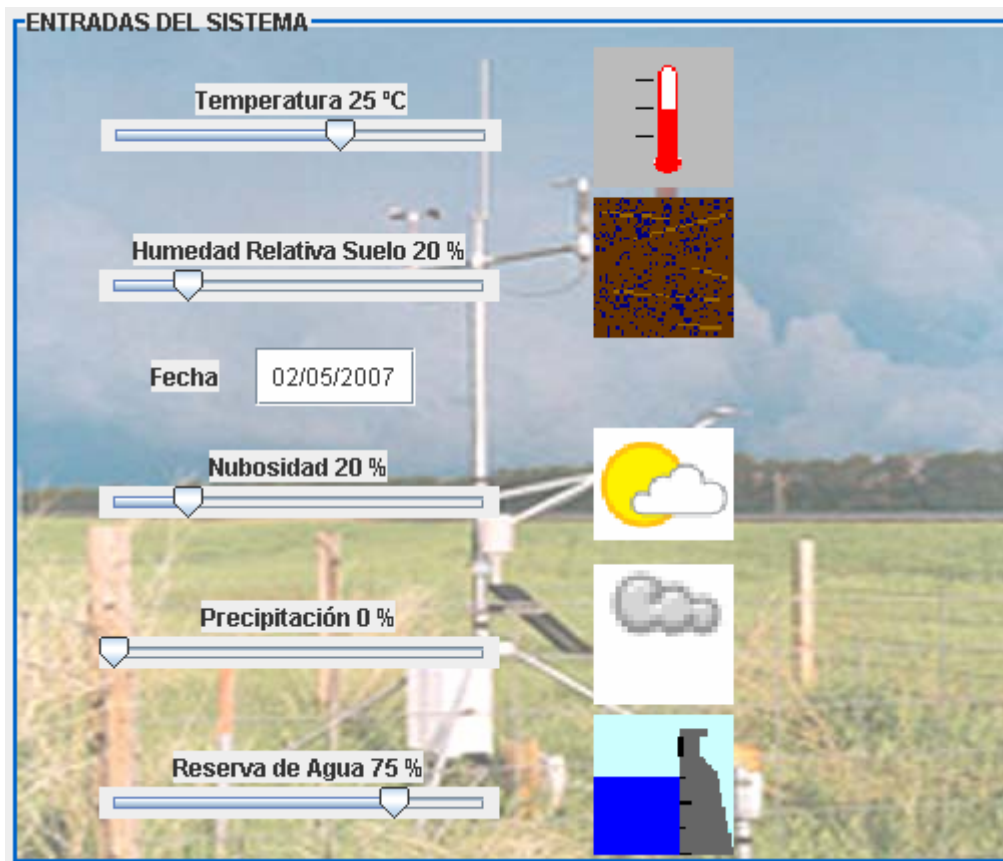 ENTRADAS DEL SISTEMA
Temperatura 25 ºC
Humedad Relativa Suelo 20 %
Fecha 02/05/2007
Nubosidad 20 %
Precipitación 0 %
Reserva de Agua 75 %